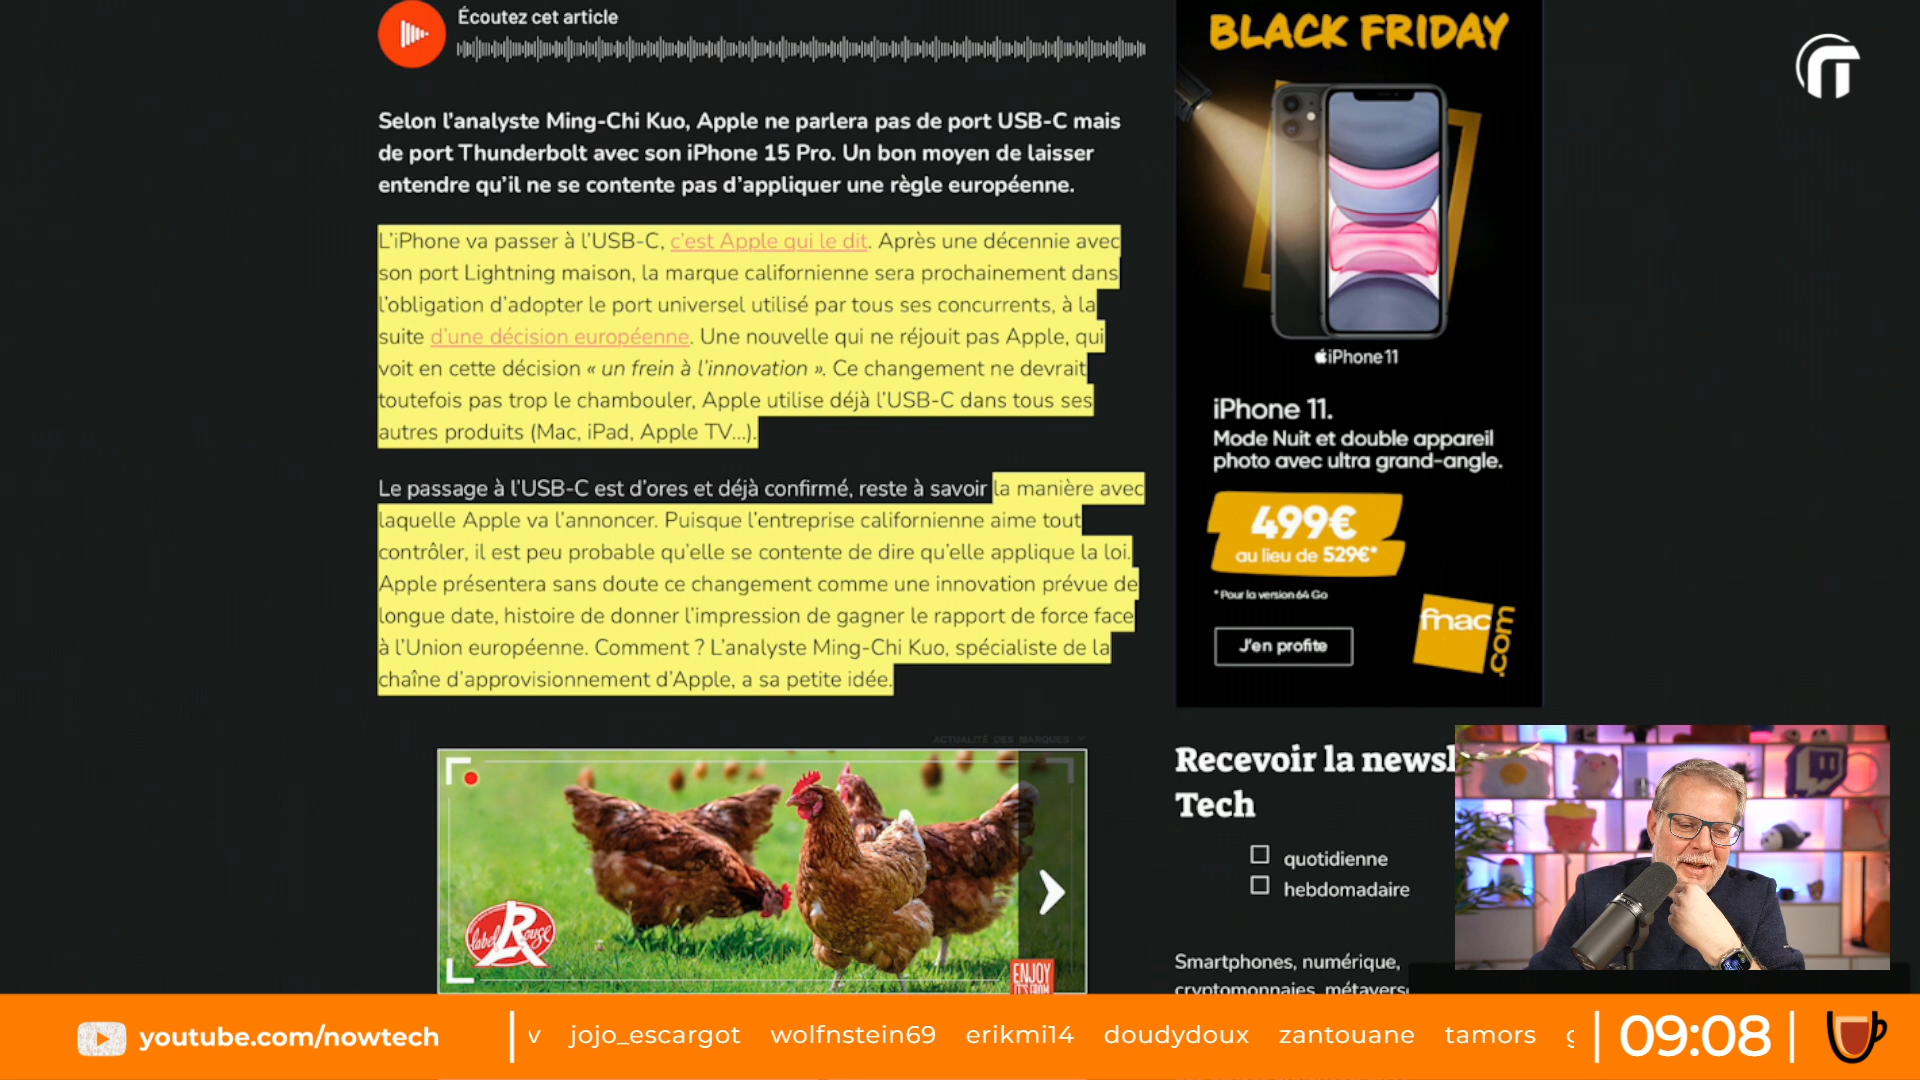 Écoutez cet article
Selon l’analyste Ming-Chi Kuo, Apple ne parlera pas de port USB-C mais
de port Thunderbolt avec son iPhone 15 Pro. Un bon moyen de laisser
entendre qu’il ne se contente pas d’appliquer une règle européenne.
L’iPhone va passer à l’USB-C, c’est Apple qui le dit. Après une décennie avec
son port Lightning maison, la marque californienne sera prochainement dans
l’obligation d’adopter le port universel utilisé par tous ses concurrents, à la
suite d’une décision européenne. Une nouvelle qui ne réjouit pas Apple, qui
voit en cette décision « un frein à l’innovation ». Ce changement ne devrait
toutefois pas trop le chambouler, Apple utilise déjà l’USB-C dans tous ses
autres produits (Mac, iPad, Apple TV…).
Le passage à l’USB-C est d’ores et déjà confirmé, reste à savoir la manière avec
laquelle Apple va l’annoncer. Puisque l’entreprise californienne aime tout
contrôler, il est peu probable qu’elle se contente de dire qu’elle applique la loi.
Apple présentera sans doute ce changement comme une innovation prévue de
longue date, histoire de donner l’impression de gagner le rapport de force face
à l’Union européenne. Comment ? L’analyste Ming-Chi Kuo, spécialiste de la
chaîne d’approvisionnement d’Apple, a sa petite idée.
ACTUALITÉ DES MARQUES
label Rouge
ENJOY
IT'S FROM
BLACK FRIDAY
iPhone 11
iPhone 11.
Mode Nuit et double appareil
photo avec ultra grand-angle.
499€
au lieu de 529€*
* Pour la version 64 Go
J’en profite
fnac
.com
Recevoir la newsl
Tech
quotidienne
hebdomadaire
Smartphones, numérique,
cryptomonnaies, métavers
youtube.com/nowtech
v jojo_escargot wolfnstein69 erikmi14 doudydoux zantouane tamors g
09:08